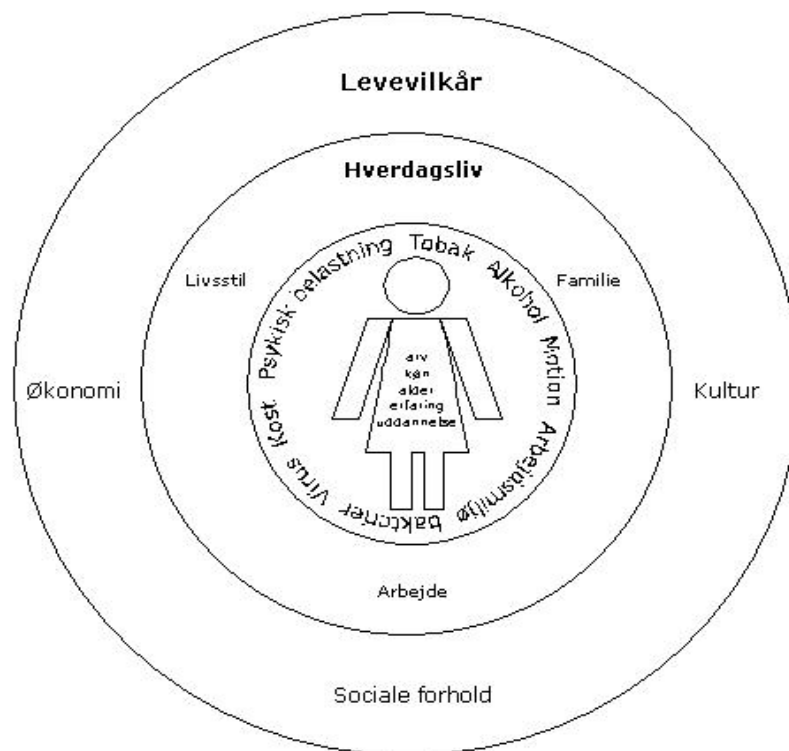 Levevilkår
Hverdagsliv
Livsstil
Familie
Psykisk belastning Tobak Alkohol Motion Arbejdsmiljø bakterier Virus Kost
arv
køn
alder
erfaring
uddannelse
Økonomi
Kultur
Arbejde
Sociale forhold